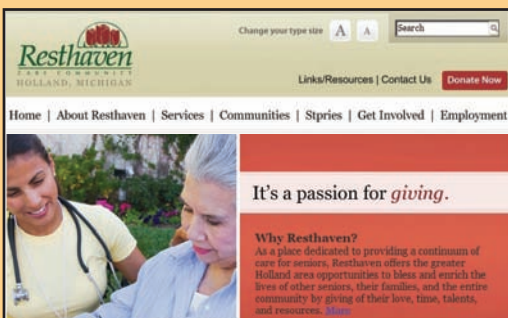 Change your type size A A Search
Resthaven
CARE COMMUNITY
HOLLAND, MICHIGAN
Links/Resources | Contact Us Donate Now
Home | About Resthaven | Services | Communities | Stpries | Get Involved | Employment
It's a passion for giving.
Why Resthaven?
As a place dedicated to providing a continuum of
care for seniors, Resthaven offers the greater
Holland area opportunities to bless and enrich the
lives of other seniors, their families, and the entire
community by giving of their love, time, talents,
and resources. More